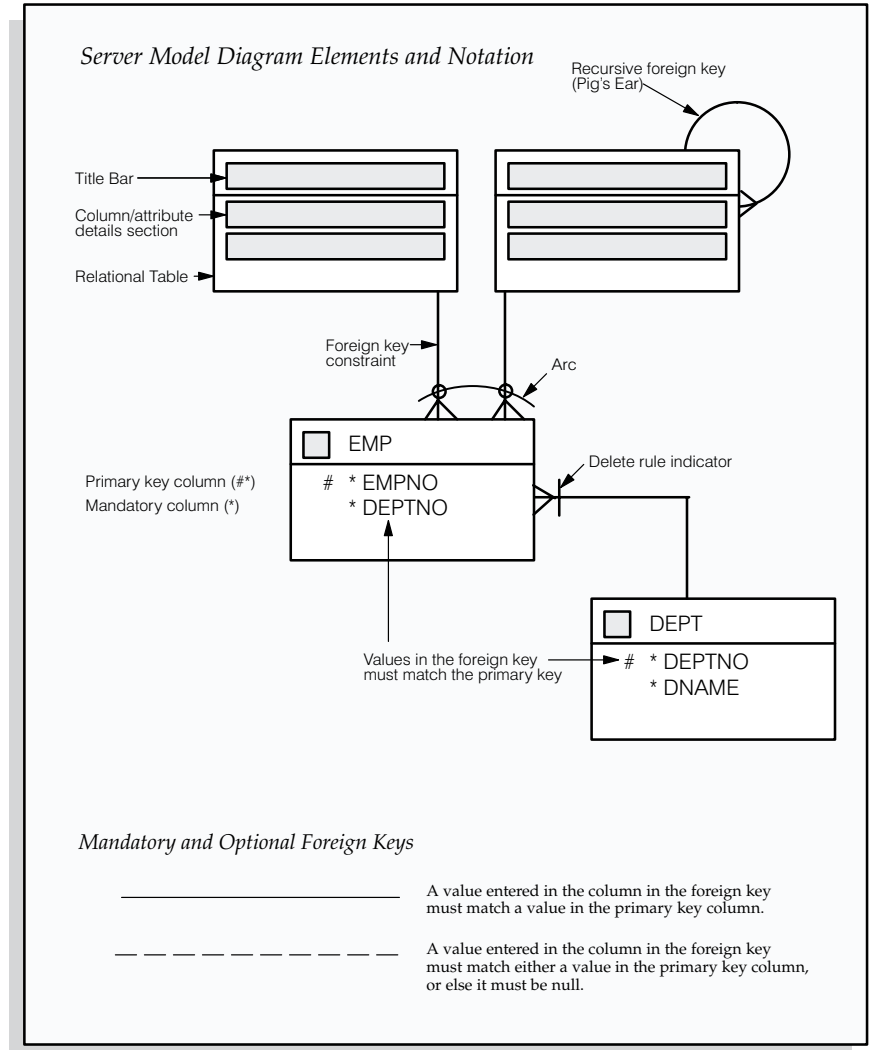 Server Model Diagram Elements and Notation
Recursive foreign key
(Pig's Ear)
Title Bar
Column/attribute
details section
Relational Table
Foreign key
constraint
Arc
EMP
Primary key column (#*)
Mandatory column (*)
# * EMPNO
* DEPTNO
Delete rule indicator
DEPT
Values in the foreign key
must match the primary key
# * DEPTNO
* DNAME
Mandatory and Optional Foreign Keys
A value entered in the column in the foreign key
must match a value in the primary key column.
A value entered in the column in the foreign key
must match either a value in the primary key column,
or else it must be null.